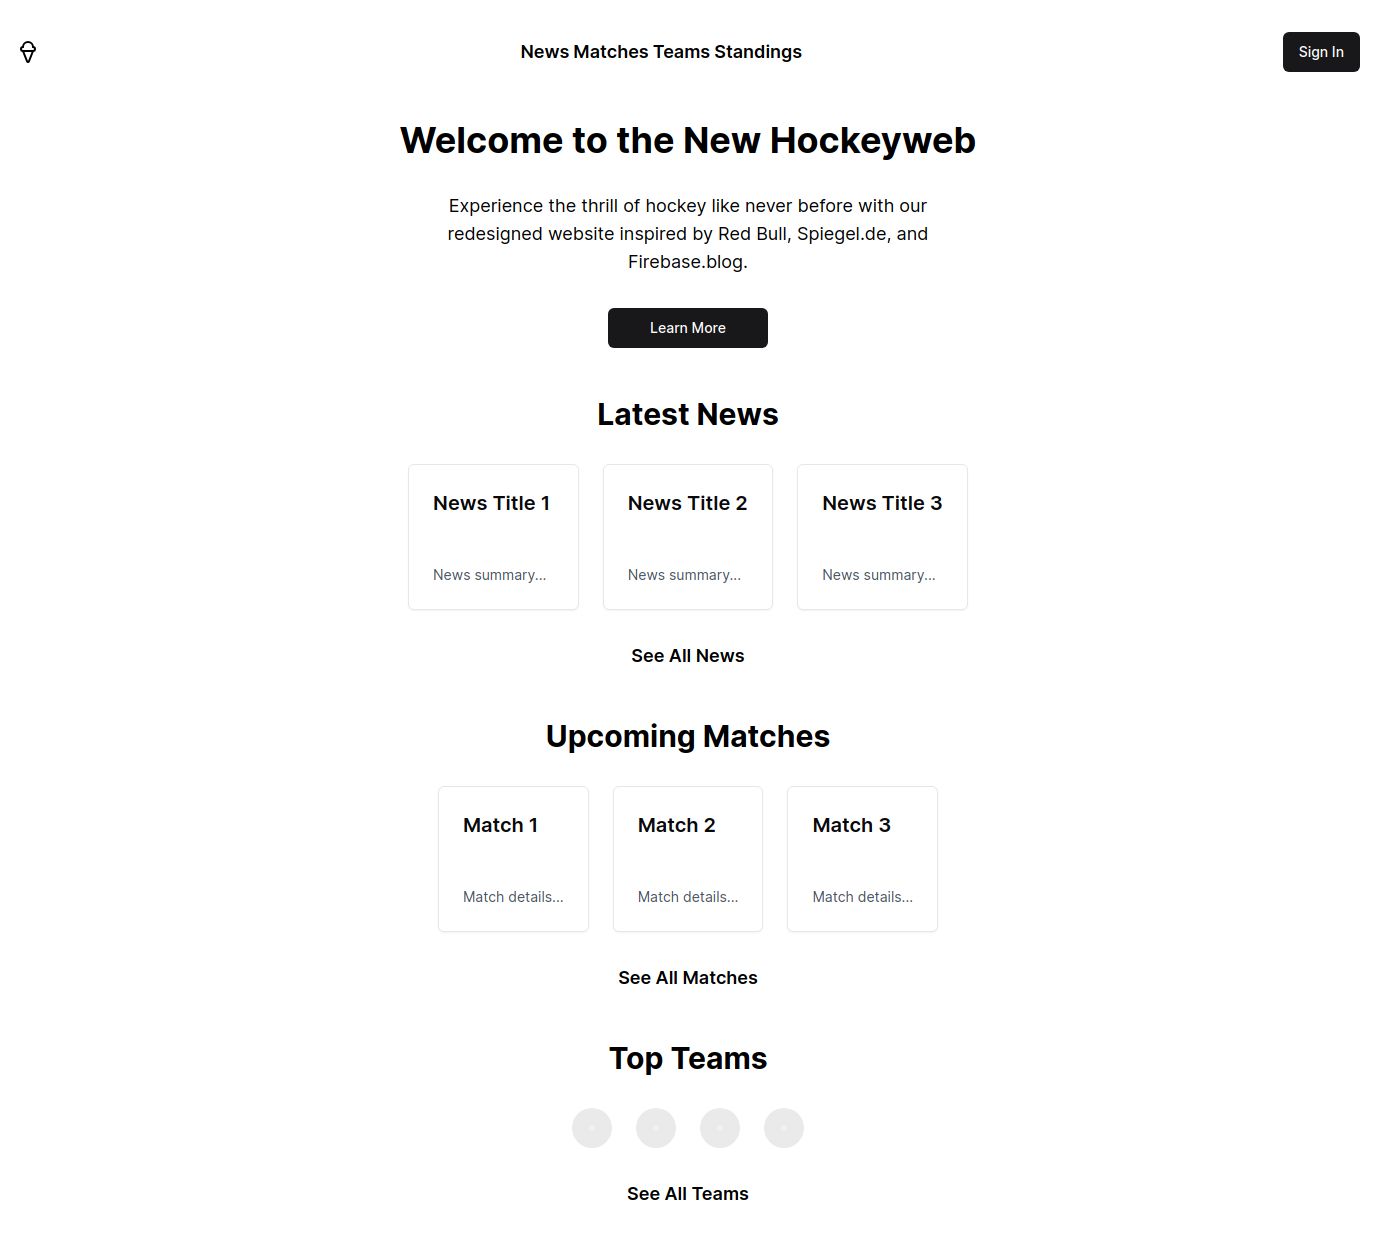 News Matches Teams Standings
Sign In
Welcome to the New Hockeyweb
Experience the thrill of hockey like never before with our
redesigned website inspired by Red Bull, Spiegel.de, and
Firebase.blog.
Learn More
Latest News
News Title 1
News Title 2
News Title 3
News summary...
News summary...
News summary...
See All News
Upcoming Matches
Match 1
Match 2
Match 3
Match details...
Match details...
Match details...
See All Matches
Top Teams
See All Teams